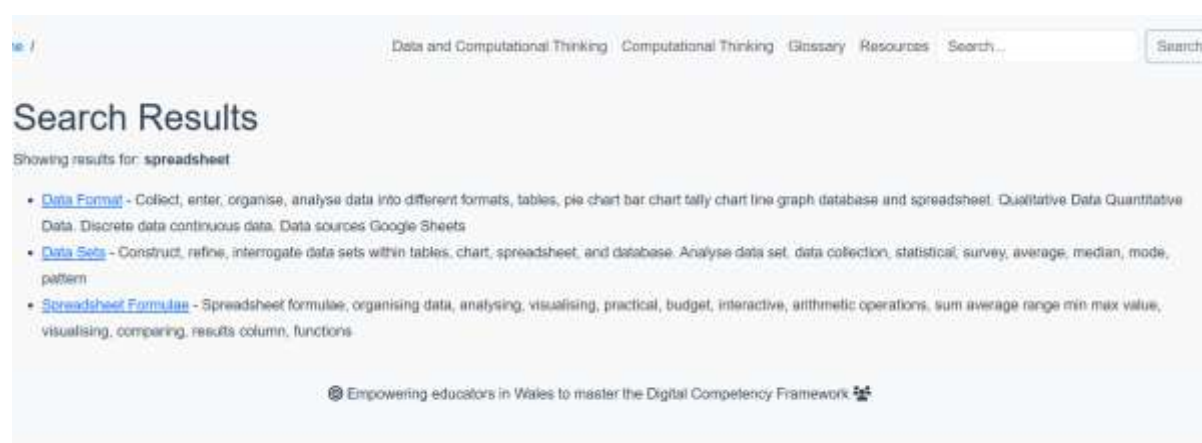 me / Data and Computational Thinking Computational Thinking Glossary Resources Search... Search
Search Results
Showing results for: spreadsheet
• Data Format - Collect, enter, organise, analyse data into different formats, tables, pie chart bar chart tally chart line graph database and spreadsheet. Qualitative Data Quantitative
Data. Discrete data continuous data. Data sources Google Sheets
• Data Sets - Construct, refine, interrogate data sets within tables, chart, spreadsheet, and database. Analyse data set, data collection, statistical, survey, average, median, mode,
pattern
• Spreadsheet Formulae - Spreadsheet formulae, organising data, analysing, visualising, practical, budget, interactive, arithmetic operations, sum average range min max value,
visualising, comparing, results column, functions
Empowering educators in Wales to master the Digital Competency Framework